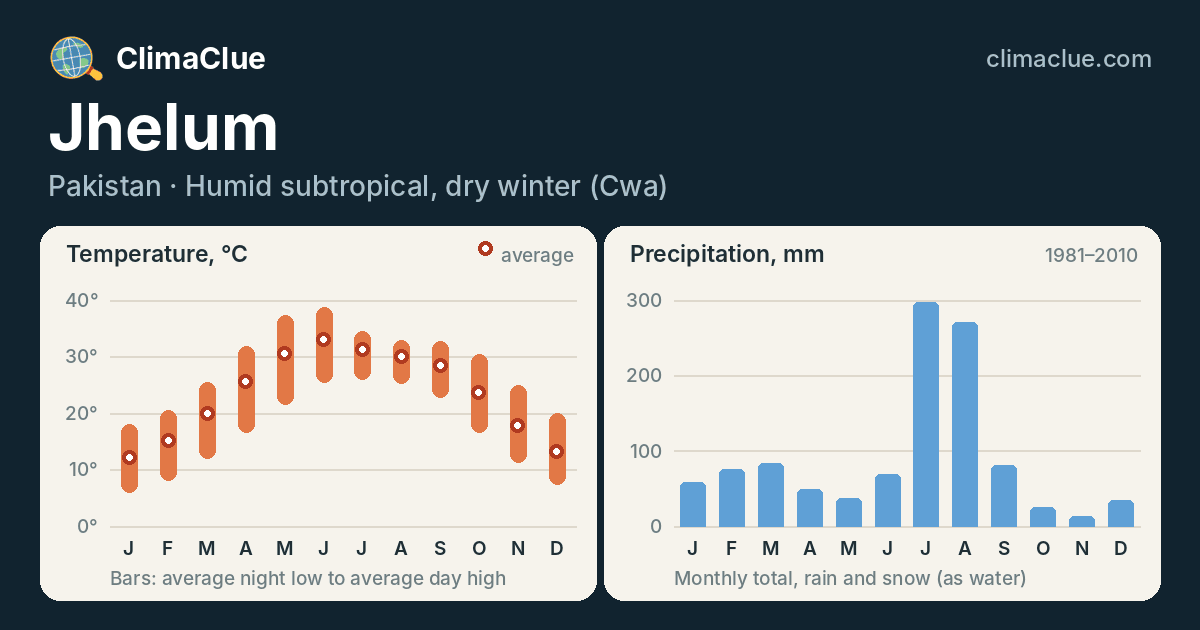 ClimaClue
climaclue.com
Jhelum
Pakistan · Humid subtropical, dry winter (Cwa)
Temperature, °C
average
40°
30°
20°
10°
0°
J F M A M J J A S O N D
Bars: average night low to average day high
Precipitation, mm
1981–2010
300
200
100
0
J F M A M J J A S O N D
Monthly total, rain and snow (as water)